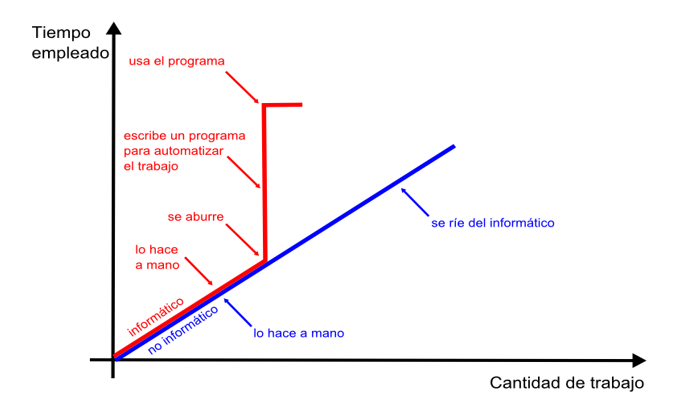 Tiempo
empleado
usa el programa
escribe un programa
para automatizar
el trabajo
se aburre
se ríe del informático
lo hace
a mano
informático
no informático
lo hace a mano
Cantidad de trabajo